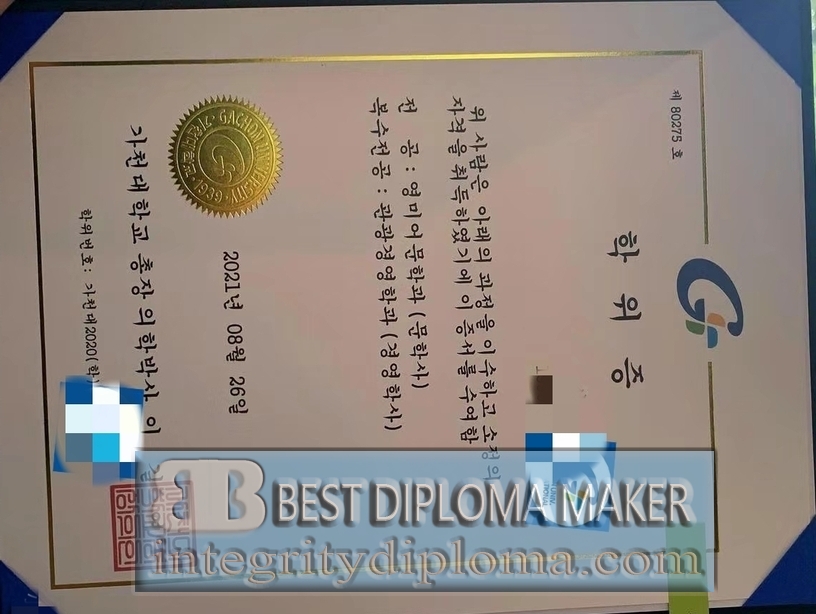 제 80275 호
학 위 증
위 사람은 아래의 과정을 이수하고 소정의
자격을 취득하였기에 이 증서를 수여함
전 공 : 영미어문학과 (문학사)
복수전공 : 관광경영학과 (경영학사)
2021년 08월 26일
GACHON UNIVERSITY
가천대학교 총장 의학박사 이
학위번호 : 가천대2020(학)
BEST DIPLOMA MAKER
integritydiploma.com